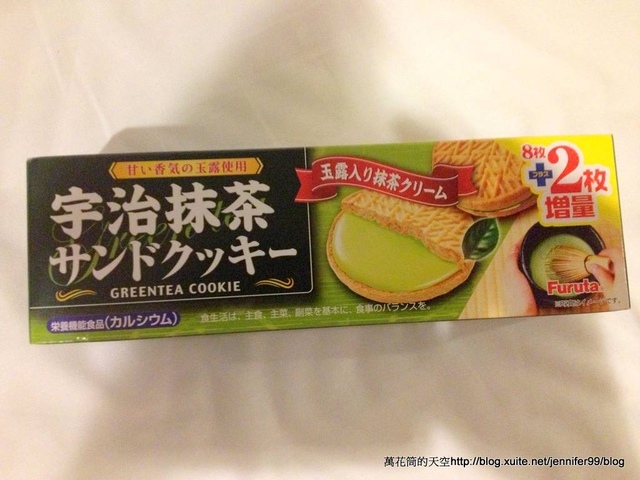 甘い香気の玉露使用
宇治抹茶
サンドクッキー
GREENTEA COOKIE
栄養機能食品(カルシウム)
食生活は、主食、主菜、副菜を基本に、食事のバランスを。
玉露入り抹茶クリーム
8枚
プラス
+2枚
増量
Furuta
萬花筒的天空http://blog.xuite.net/jennifer99/blog